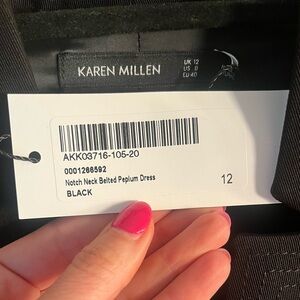 KAREN MILLEN
UK 12
US 8
EU 40
AKK03716-105-20
0001288592
Notch Neck Belted Peplum Dress
BLACK
12